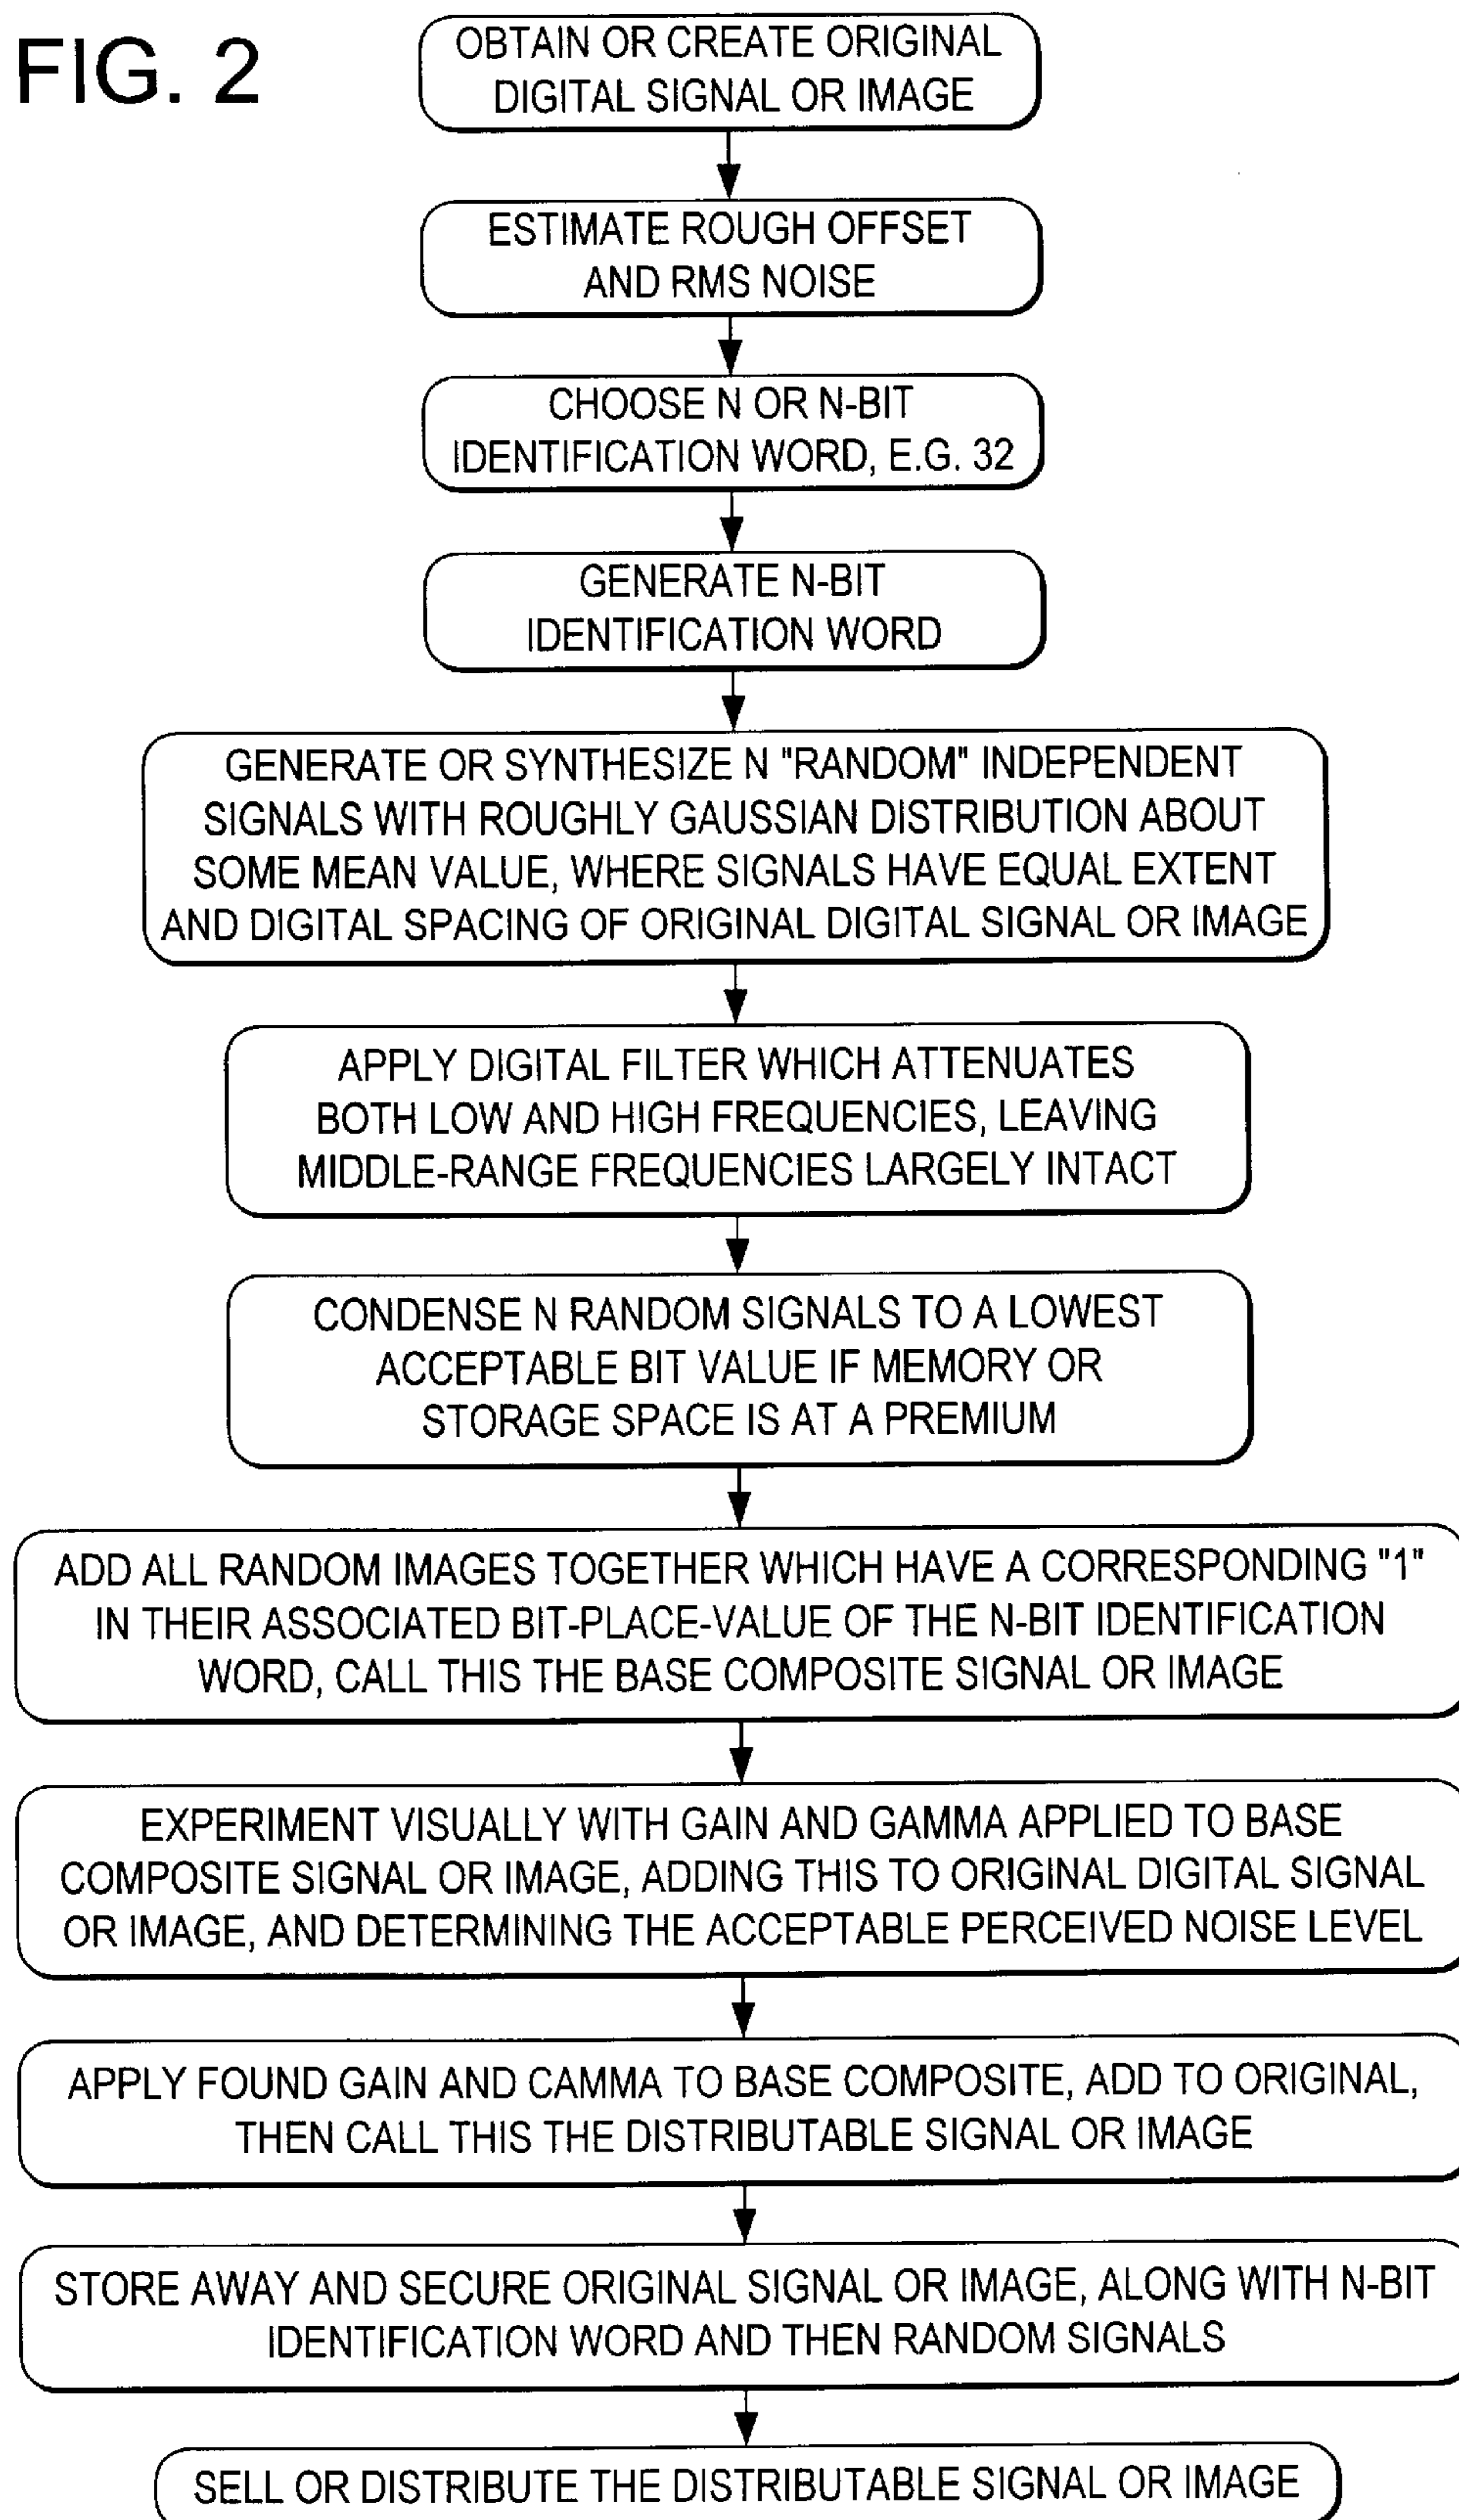 FIG. 2
OBTAIN OR CREATE ORIGINAL
DIGITAL SIGNAL OR IMAGE
ESTIMATE ROUGH OFFSET
AND RMS NOISE
CHOOSE N OR N-BIT
IDENTIFICATION WORD, E.G. 32
GENERATE N-BIT
IDENTIFICATION WORD
GENERATE OR SYNTHESIZE N "RANDOM" INDEPENDENT
SIGNALS WITH ROUGHLY GAUSSIAN DISTRIBUTION ABOUT
SOME MEAN VALUE, WHERE SIGNALS HAVE EQUAL EXTENT
AND DIGITAL SPACING OF ORIGINAL DIGITAL SIGNAL OR IMAGE
APPLY DIGITAL FILTER WHICH ATTENUATES
BOTH LOW AND HIGH FREQUENCIES, LEAVING
MIDDLE-RANGE FREQUENCIES LARGELY INTACT
CONDENSE N RANDOM SIGNALS TO A LOWEST
ACCEPTABLE BIT VALUE IF MEMORY OR
STORAGE SPACE IS AT A PREMIUM
ADD ALL RANDOM IMAGES TOGETHER WHICH HAVE A CORRESPONDING "1"
IN THEIR ASSOCIATED BIT-PLACE-VALUE OF THE N-BIT IDENTIFICATION
WORD, CALL THIS THE BASE COMPOSITE SIGNAL OR IMAGE
EXPERIMENT VISUALLY WITH GAIN AND GAMMA APPLIED TO BASE
COMPOSITE SIGNAL OR IMAGE, ADDING THIS TO ORIGINAL DIGITAL SIGNAL
OR IMAGE, AND DETERMINING THE ACCEPTABLE PERCEIVED NOISE LEVEL
APPLY FOUND GAIN AND CAMMA TO BASE COMPOSITE, ADD TO ORIGINAL,
THEN CALL THIS THE DISTRIBUTABLE SIGNAL OR IMAGE
STORE AWAY AND SECURE ORIGINAL SIGNAL OR IMAGE, ALONG WITH N-BIT
IDENTIFICATION WORD AND THEN RANDOM SIGNALS
SELL OR DISTRIBUTE THE DISTRIBUTABLE SIGNAL OR IMAGE